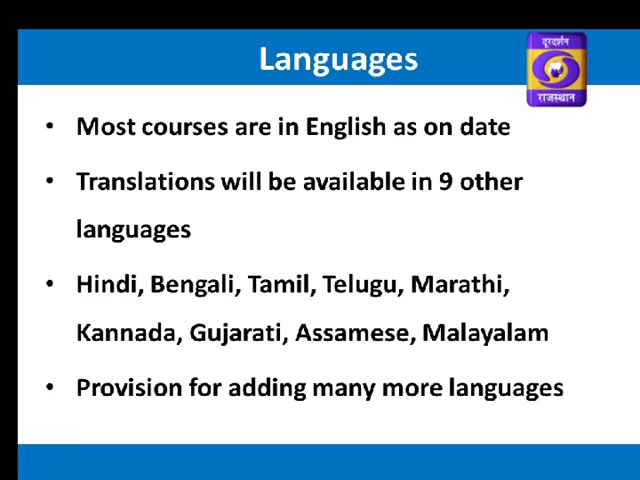 Languages
दूरदर्शन
राजस्थान
• Most courses are in English as on date
• Translations will be available in 9 other
languages
• Hindi, Bengali, Tamil, Telugu, Marathi,
Kannada, Gujarati, Assamese, Malayalam
• Provision for adding many more languages